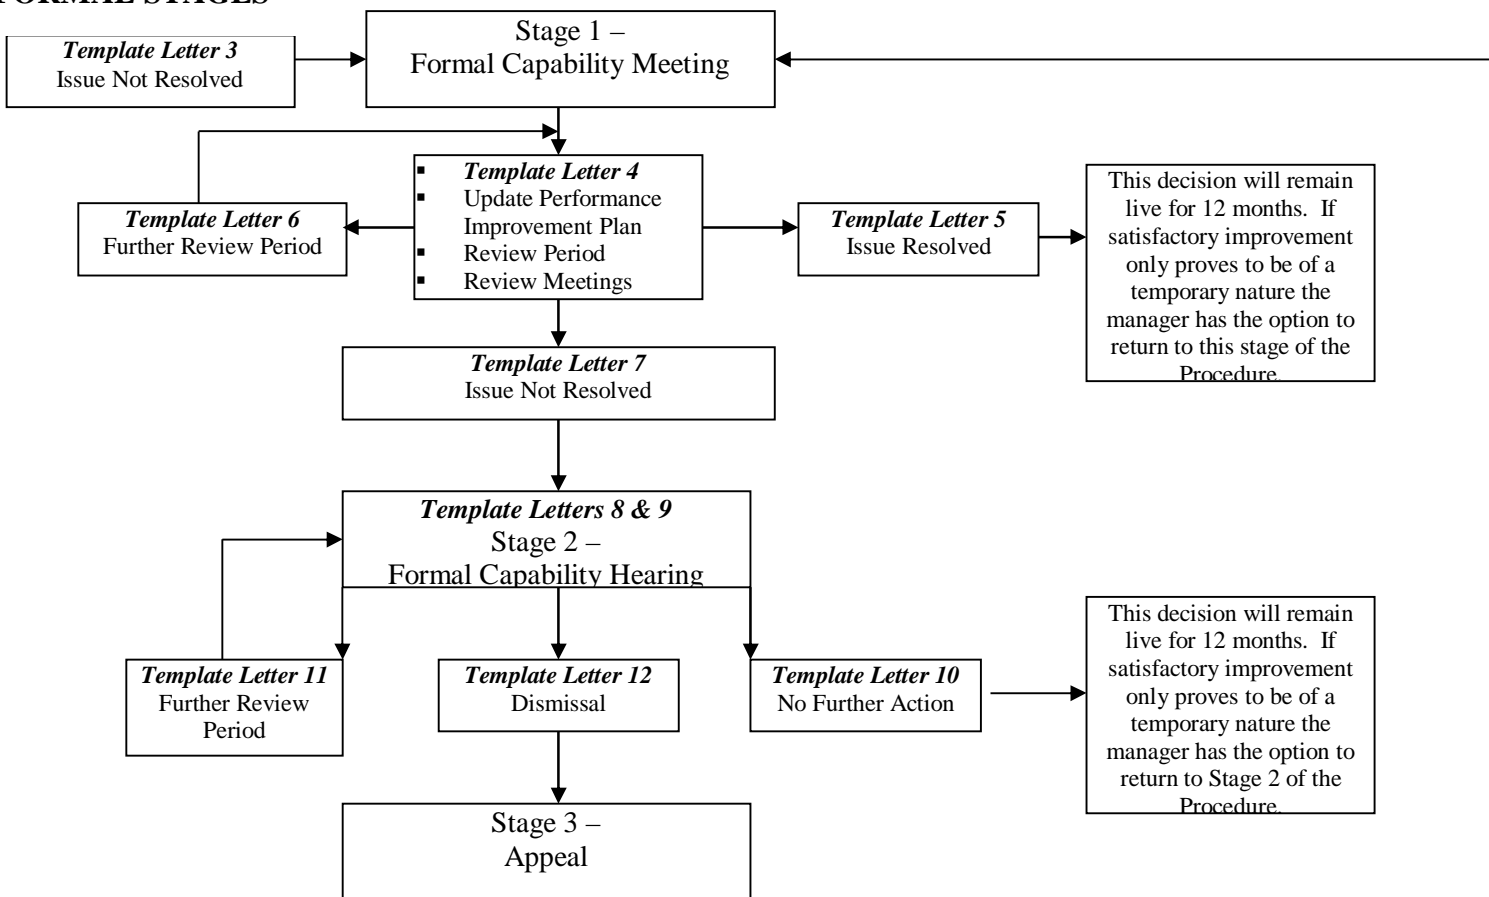 FORMAL STAGES
Stage 1 –
Formal Capability Meeting
Template Letter 3
Issue Not Resolved
▪ Template Letter 4
▪ Update Performance
Improvement Plan
▪ Review Period
▪ Review Meetings
Template Letter 6
Further Review Period
Template Letter 5
Issue Resolved
This decision will remain
live for 12 months. If
satisfactory improvement
only proves to be of a
temporary nature the
manager has the option to
return to this stage of the
Procedure.
Template Letter 7
Issue Not Resolved
Template Letters 8 & 9
Stage 2 –
Formal Capability Hearing
Template Letter 11
Further Review
Period
Template Letter 12
Dismissal
Template Letter 10
No Further Action
This decision will remain
live for 12 months. If
satisfactory improvement
only proves to be of a
temporary nature the
manager has the option to
return to Stage 2 of the
Procedure.
Stage 3 –
Appeal